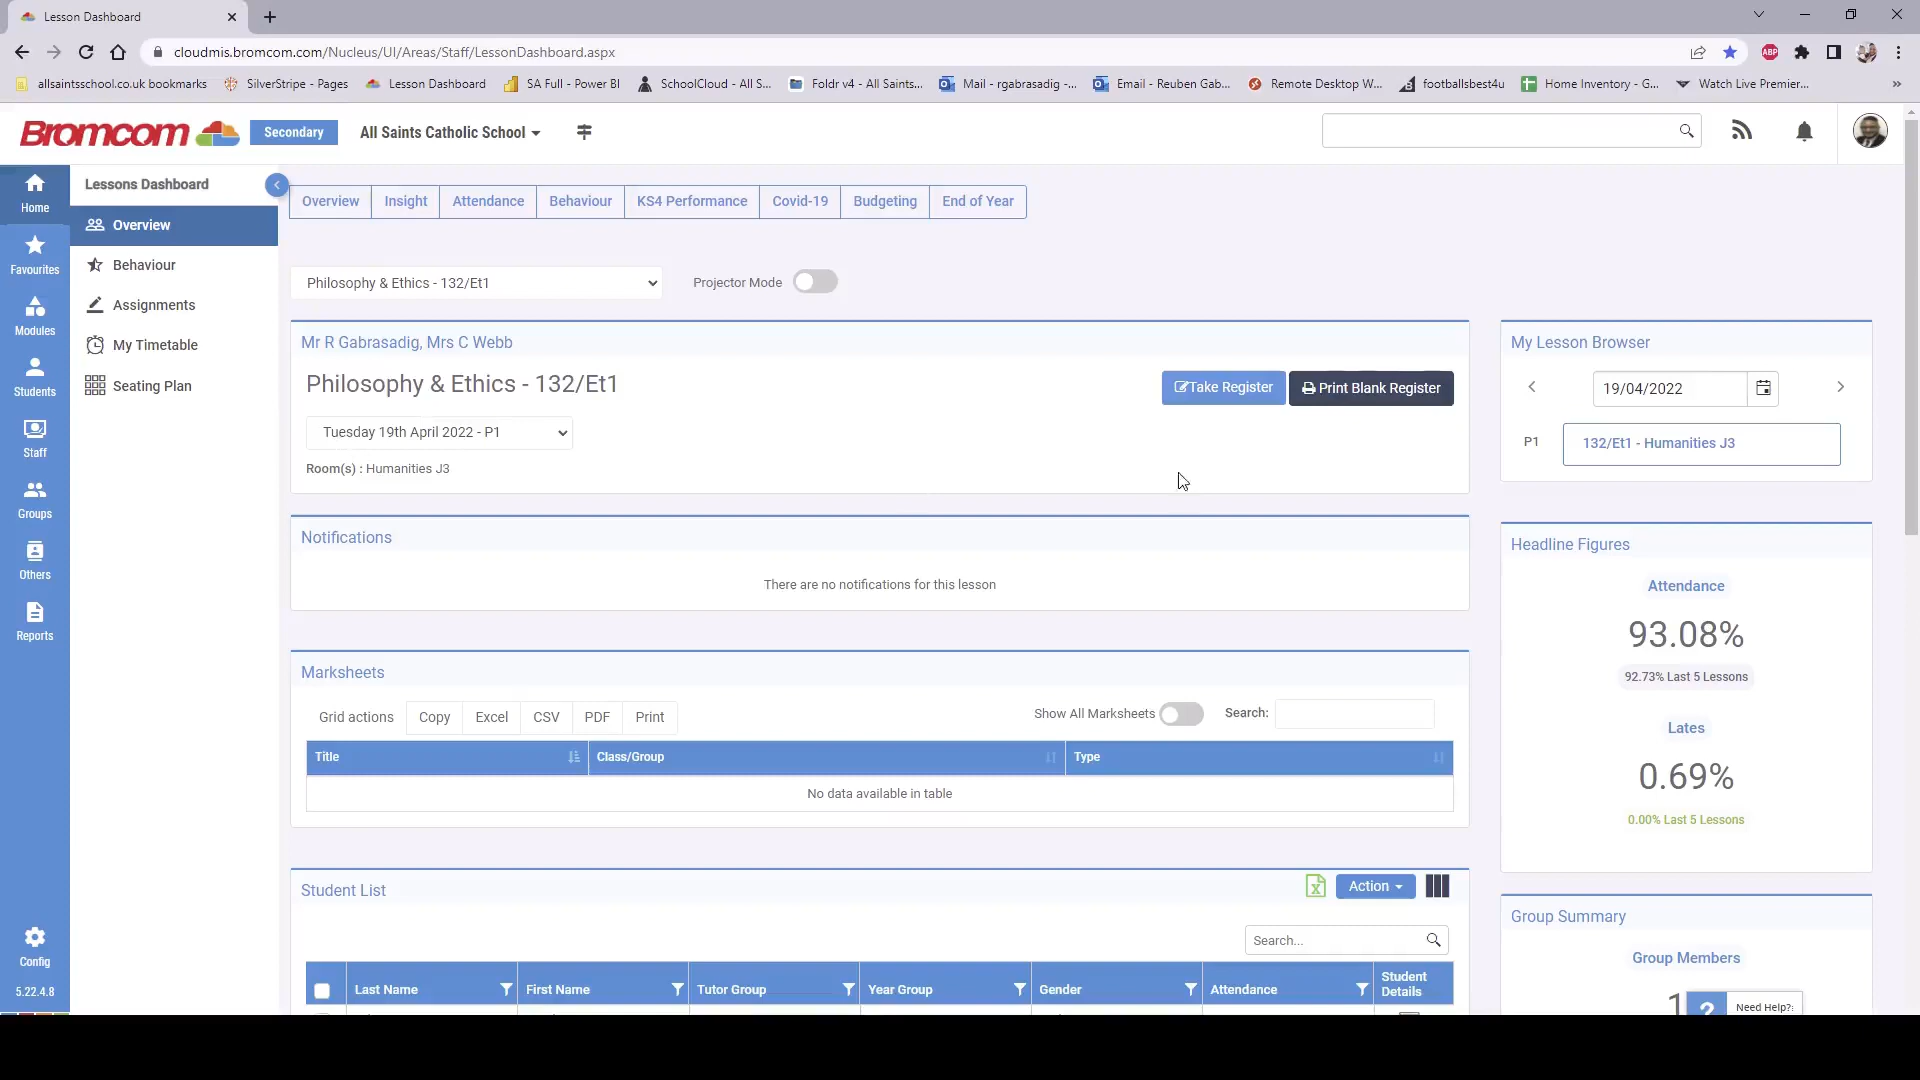 Lesson Dashboard
cloudmis.bromcom.com/Nucleus/UI/Areas/Staff/LessonDashboard.aspx
ABP
allsaintsschool.co.uk bookmarks
SilverStripe - Pages
Lesson Dashboard
SA Full - Power BI
SchoolCloud - All S...
Foldr v4 - All Saints...
Mail - rgabrasadig -...
Email - Reuben Gab...
Remote Desktop W...
footballsbest4u
Home Inventory - G...
Watch Live Premier...
Bromcom
Secondary
All Saints Catholic School
Home
Favourites
Modules
Students
Staff
Groups
Others
Reports
Config
5.22.4.8
Lessons Dashboard
Overview
Behaviour
Assignments
My Timetable
Seating Plan
Overview
Insight
Attendance
Behaviour
KS4 Performance
Covid-19
Budgeting
End of Year
Philosophy & Ethics - 132/Et1
Projector Mode
Mr R Gabrasadig, Mrs C Webb
Philosophy & Ethics - 132/Et1
Take Register
Print Blank Register
Tuesday 19th April 2022 - P1
Room(s) : Humanities J3
Notifications
There are no notifications for this lesson
Marksheets
Grid actions
Copy
Excel
CSV
PDF
Print
Show All Marksheets
Search:
Title
Class/Group
Type
No data available in table
Student List
Action
Search...
Last Name
First Name
Tutor Group
Year Group
Gender
Attendance
Student Details
My Lesson Browser
19/04/2022
P1
132/Et1 - Humanities J3
Headline Figures
Attendance
93.08%
92.73% Last 5 Lessons
Lates
0.69%
0.00% Last 5 Lessons
Group Summary
Group Members
?
Need Help?